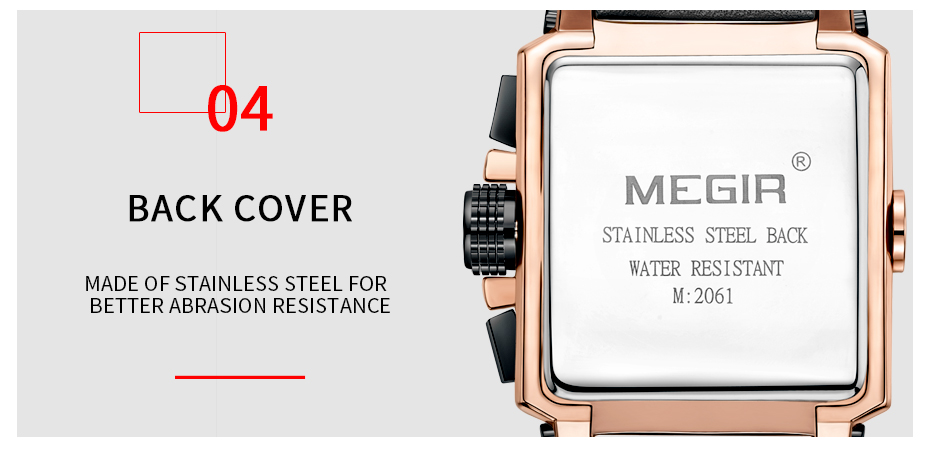 04
BACK COVER
MADE OF STAINLESS STEEL FOR
BETTER ABRASION RESISTANCE
MEGIR®
STAINLESS STEEL BACK
WATER RESISTANT
M:2061